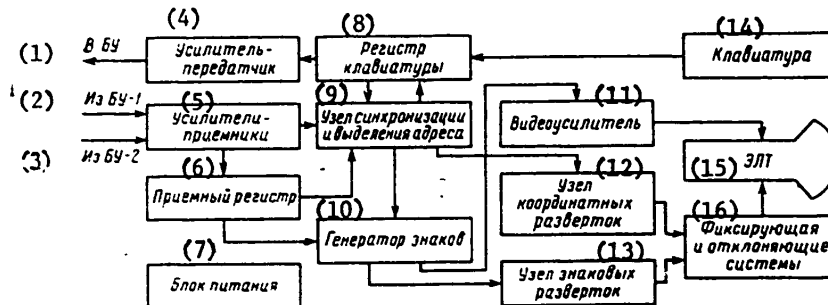 (1)
В БУ
(4)
Усилитель-
передатчик
(8)
Регистр
клавиатуры
(14)
Клавиатура
(2)
Из БУ-1
(3)
Из БУ-2
(5)
Усилители-
приемники
(9)
Узел синхронизации
и выделения адреса
(11)
Видеоусилитель
(15)
ЭЛТ
(6)
Приемный регистр
(12)
Узел
координатных
разверток
(10)
Генератор знаков
(16)
Фиксирующая
и отклоняющие
системы
(7)
Блок питания
(13)
Узел знаковых
разверток